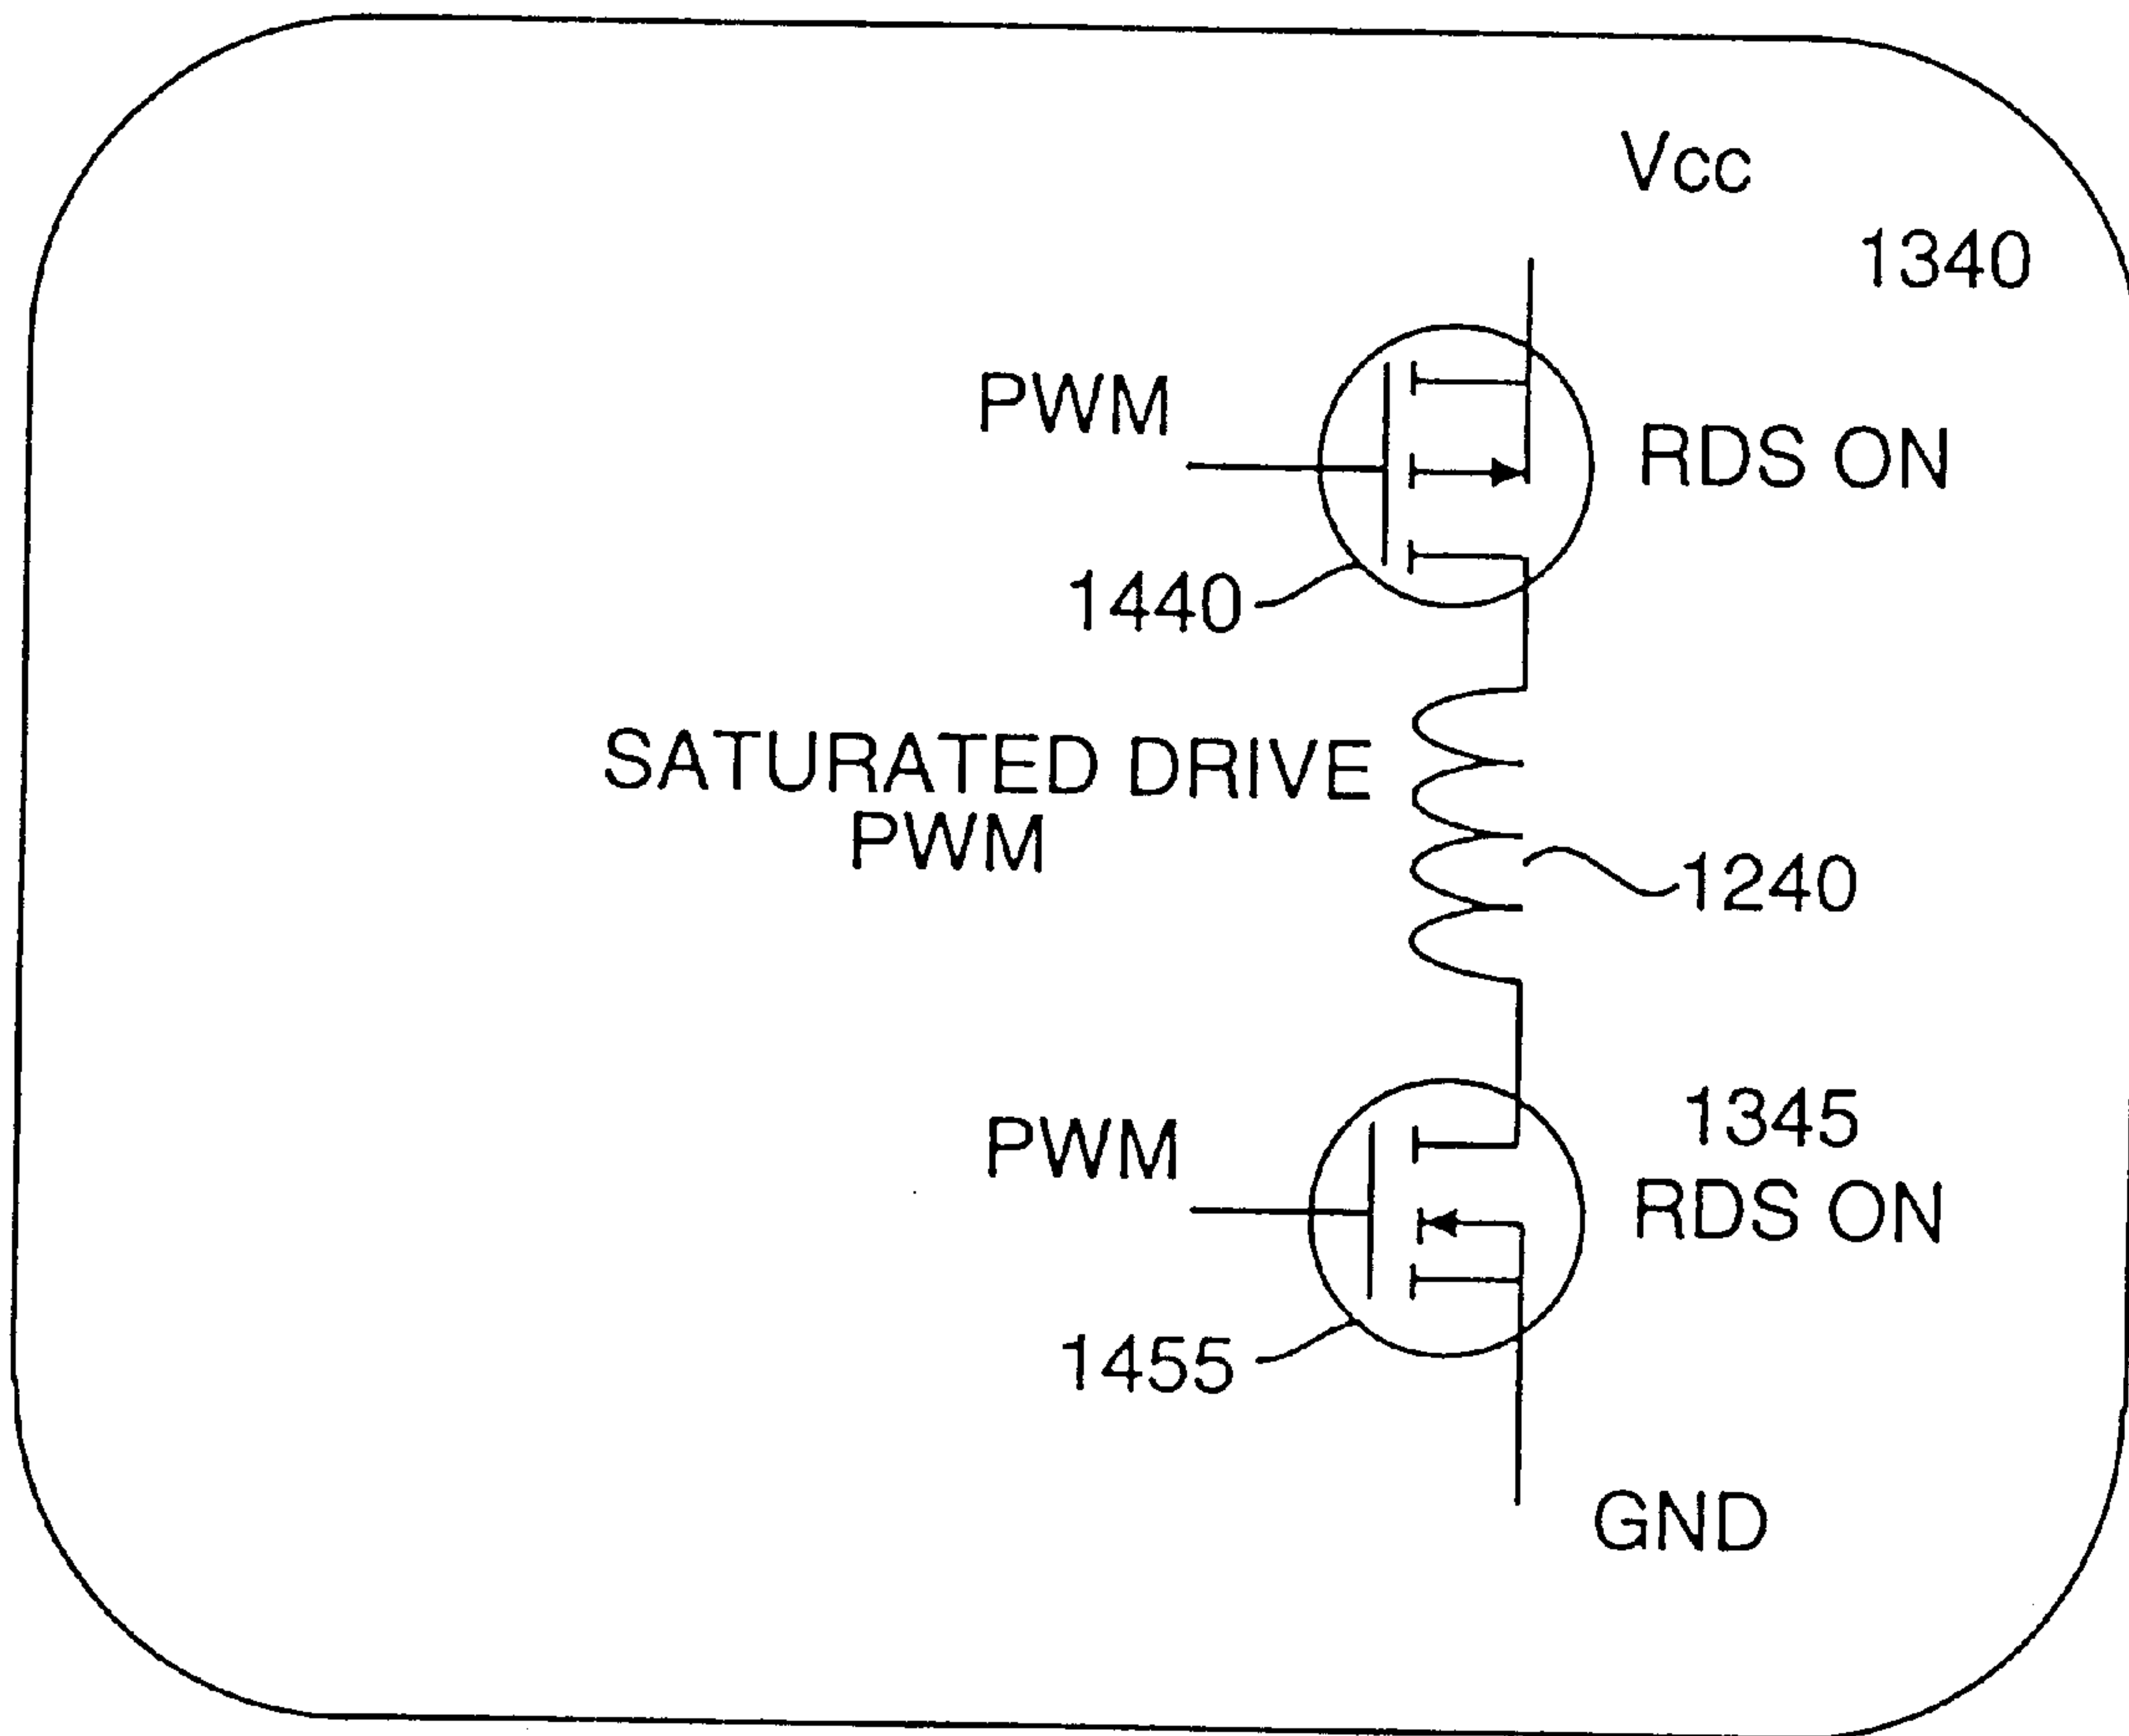 Vcc
1340
PWM
RDS ON
1440
SATURATED DRIVE
PWM
1240
1345
PWM
RDS ON
1455
GND